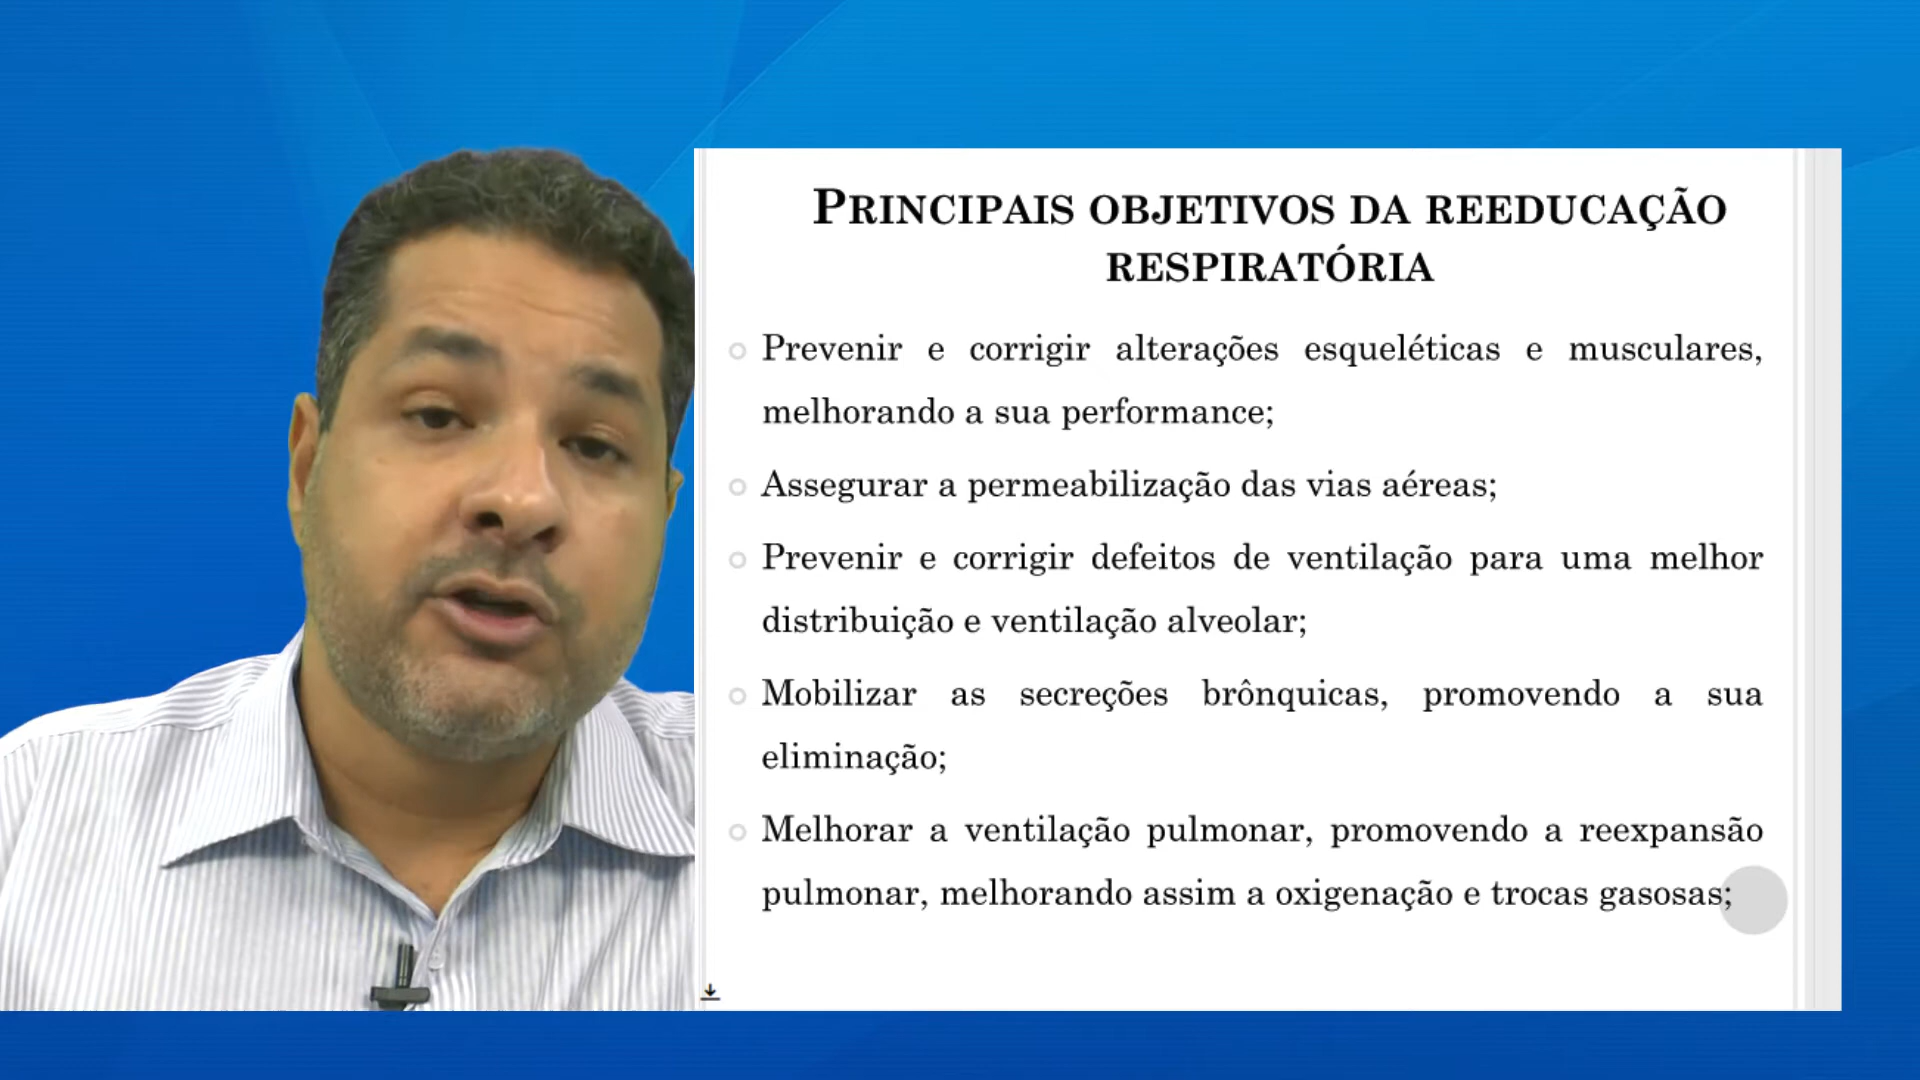 PRINCIPAIS OBJETIVOS DA REEDUCAÇÃO
RESPIRATÓRIA
Prevenir e corrigir alterações esqueléticas e musculares,
melhorando a sua performance;
Assegurar a permeabilização das vias aéreas;
Prevenir e corrigir defeitos de ventilação para uma melhor
distribuição e ventilação alveolar;
Mobilizar as secreções brônquicas, promovendo a sua
eliminação;
Melhorar a ventilação pulmonar, promovendo a reexpansão
pulmonar, melhorando assim a oxigenação e trocas gasosas;